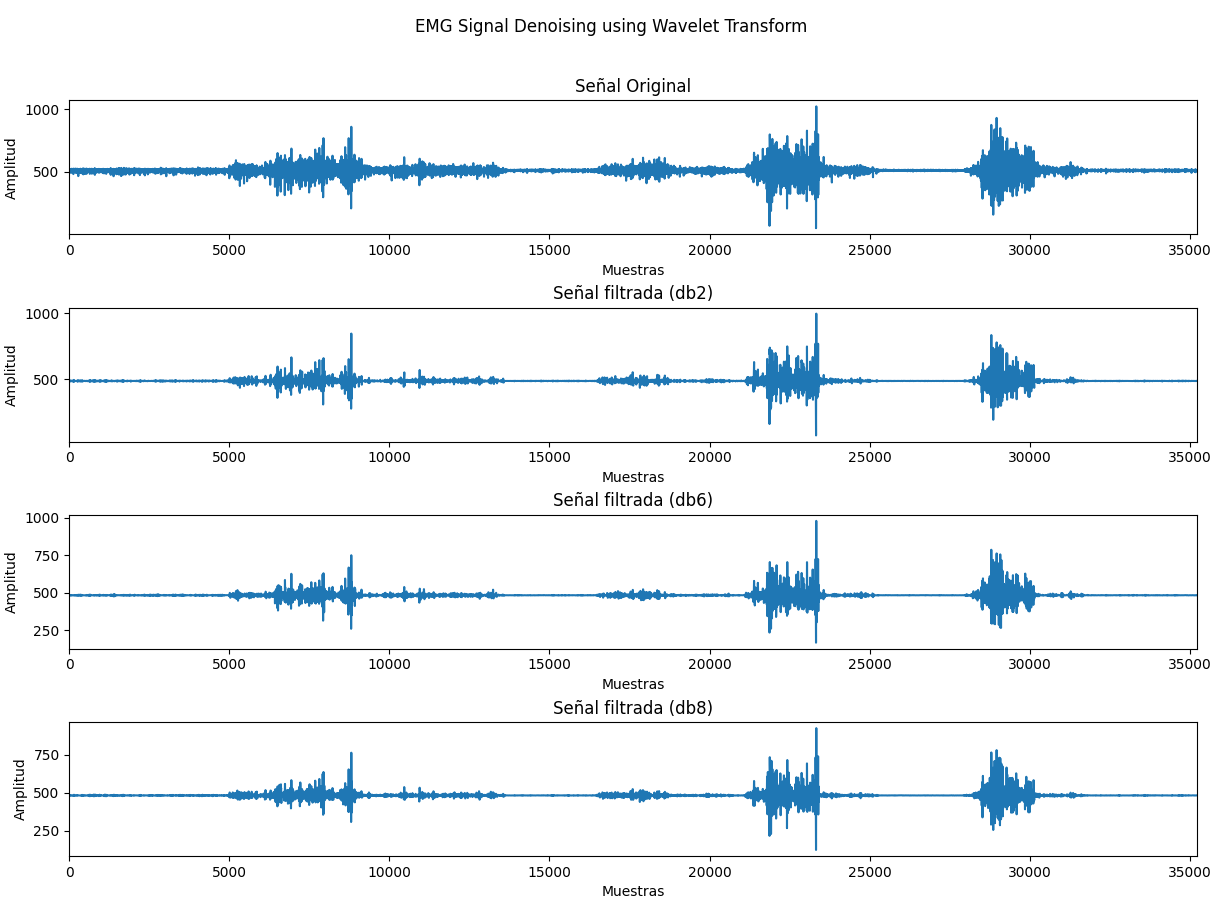 EMG Signal Denoising using Wavelet Transform
Señal Original
1000
500
Amplitud
0 5000 10000 15000 20000 25000 30000 35000
Muestras
Señal filtrada (db2)
1000
500
Amplitud
0 5000 10000 15000 20000 25000 30000 35000
Muestras
Señal filtrada (db6)
1000
750
500
250
Amplitud
0 5000 10000 15000 20000 25000 30000 35000
Muestras
Señal filtrada (db8)
750
500
250
Amplitud
0 5000 10000 15000 20000 25000 30000 35000
Muestras